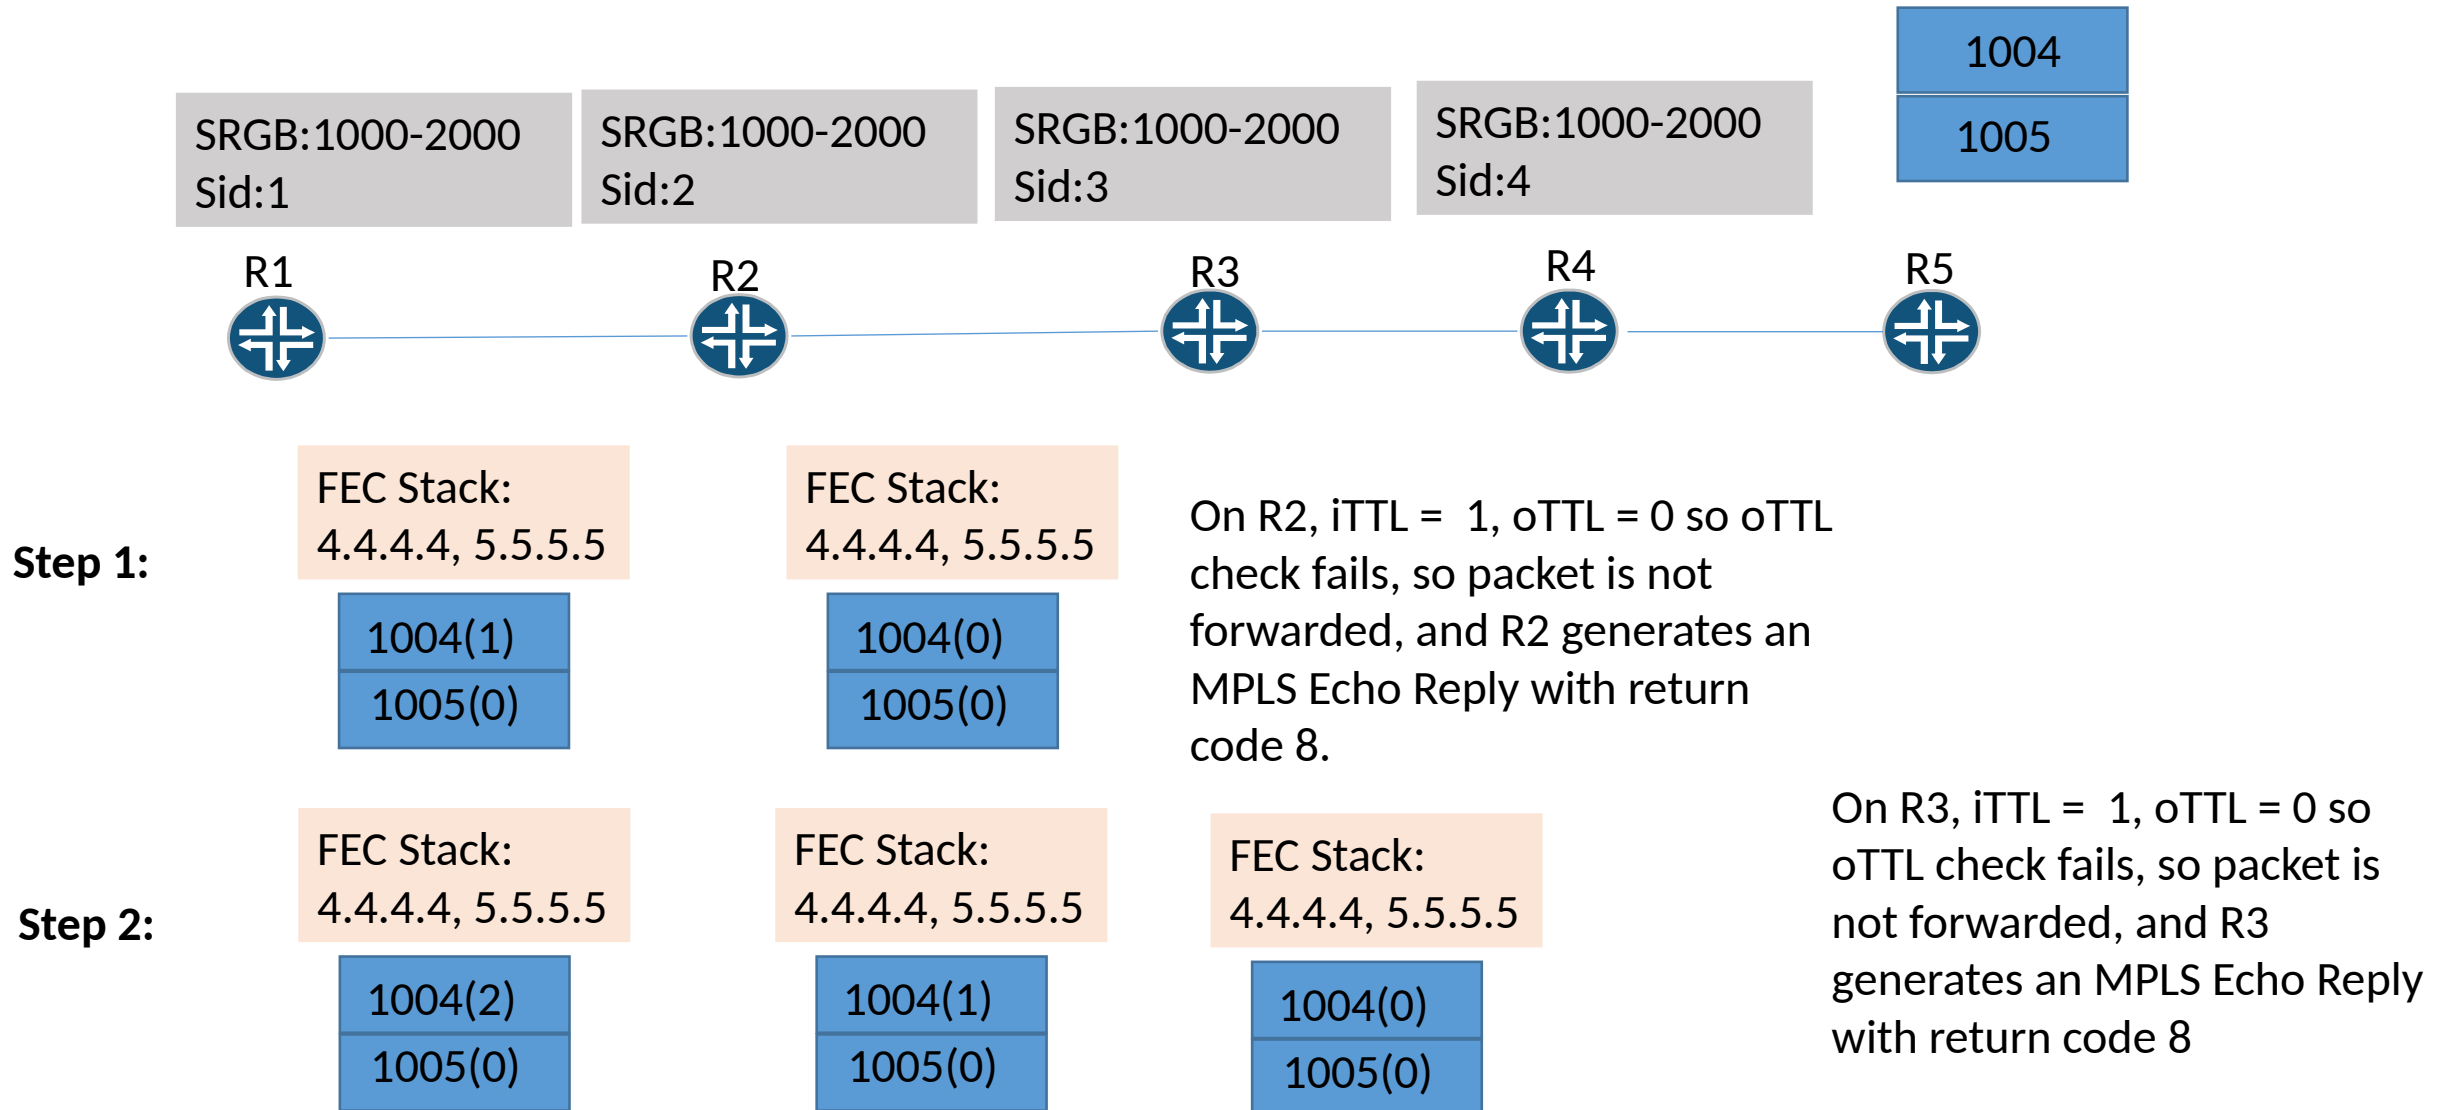 1004
1005
SRGB:1000-2000
Sid:1
SRGB:1000-2000
Sid:2
SRGB:1000-2000
Sid:3
SRGB:1000-2000
Sid:4
R1
R2
R3
R4
R5
Step 1:
FEC Stack:
4.4.4.4, 5.5.5.5
1004(1)
1005(0)
FEC Stack:
4.4.4.4, 5.5.5.5
1004(0)
1005(0)
On R2, iTTL =  1, oTTL = 0 so oTTL
check fails, so packet is not
forwarded, and R2 generates an
MPLS Echo Reply with return
code 8.
Step 2:
FEC Stack:
4.4.4.4, 5.5.5.5
1004(2)
1005(0)
FEC Stack:
4.4.4.4, 5.5.5.5
1004(1)
1005(0)
FEC Stack:
4.4.4.4, 5.5.5.5
1004(0)
1005(0)
On R3, iTTL =  1, oTTL = 0 so
oTTL check fails, so packet is
not forwarded, and R3
generates an MPLS Echo Reply
with return code 8